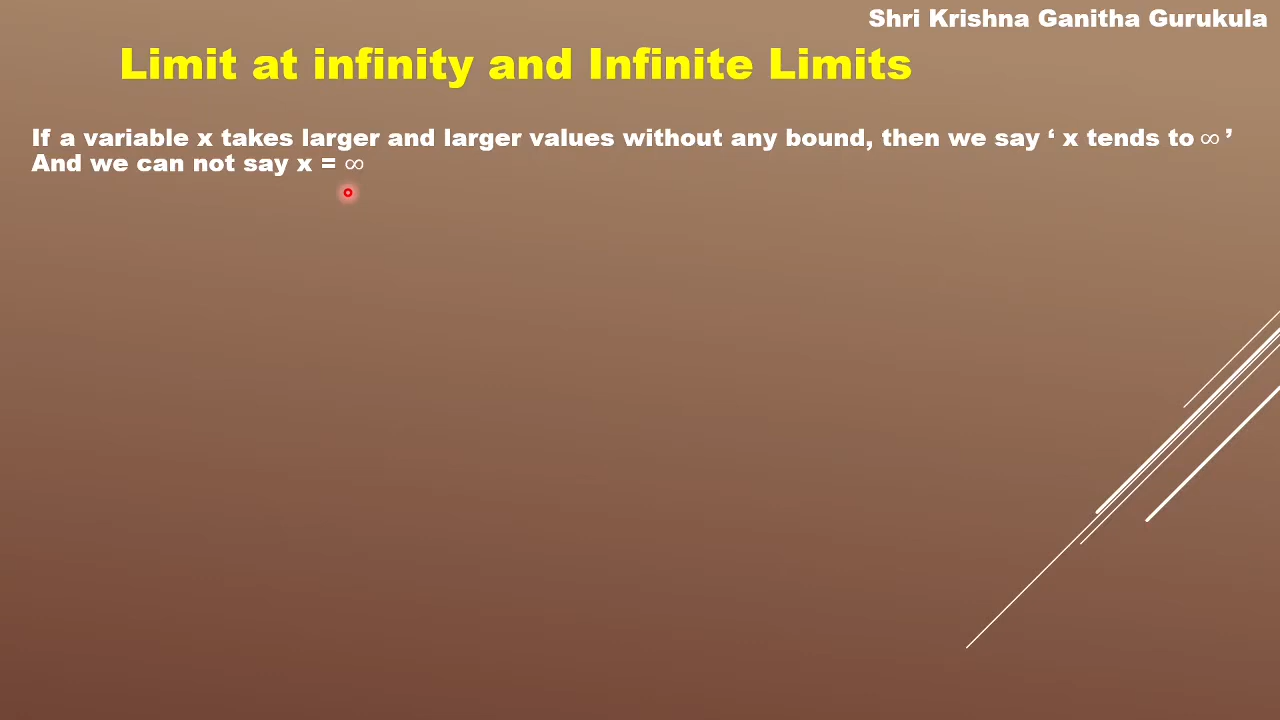 Shri Krishna Ganitha Gurukula
Limit at infinity and Infinite Limits
If a variable x takes larger and larger values without any bound, then we say ‘ x tends to ∞ ’
And we can not say x = ∞